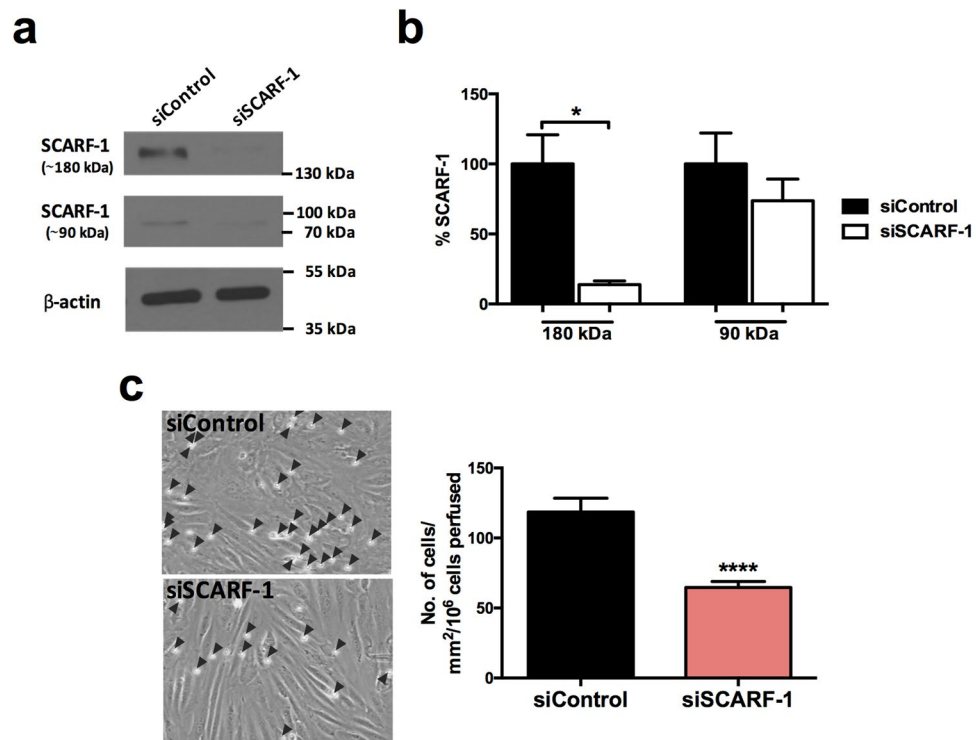 a
siControl
siSCARF-1
SCARF-1
(~180 kDa)
130 kDa
SCARF-1
(~90 kDa)
100 kDa
70 kDa
55 kDa
β-actin
35 kDa
b
150
100
50
0
% SCARF-1
*
180 kDa
90 kDa
siControl
siSCARF-1
c
siControl
siSCARF-1
No. of cells/
mm²/10⁶ cells perfused
150
100
50
0
****
siControl
siSCARF-1